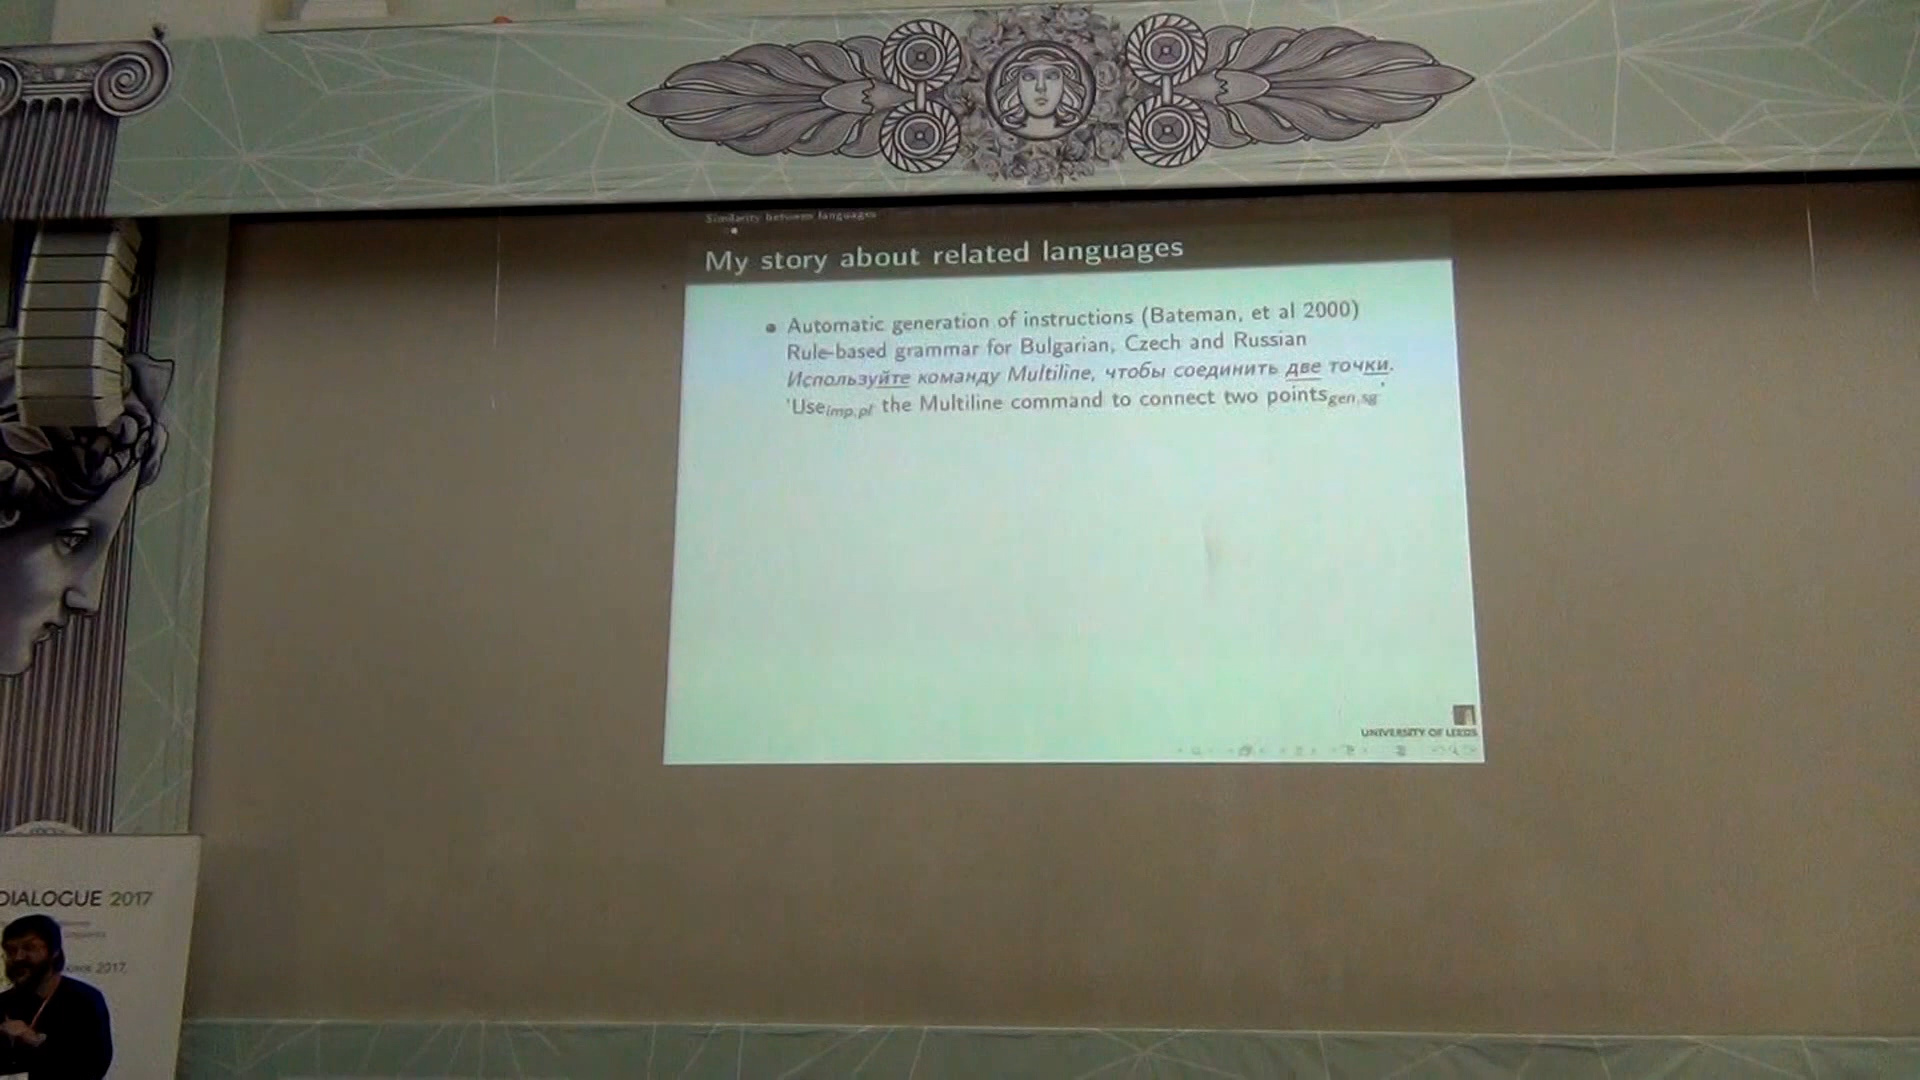 Similarity between languages
My story about related languages
Automatic generation of instructions (Bateman, et al 2000)
Rule-based grammar for Bulgarian, Czech and Russian
Используйте команду Multiline, чтобы соединить две точки.
'Useimp.pl the Multiline command to connect two pointsgen.sg'
UNIVERSITY OF LEEDS
DIALOGUE 2017
2017